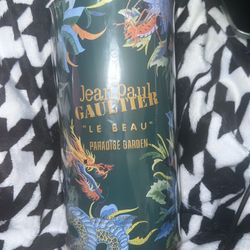 Jean Paul
GAULTIER
"LE BEAU"
PARADISE GARDEN